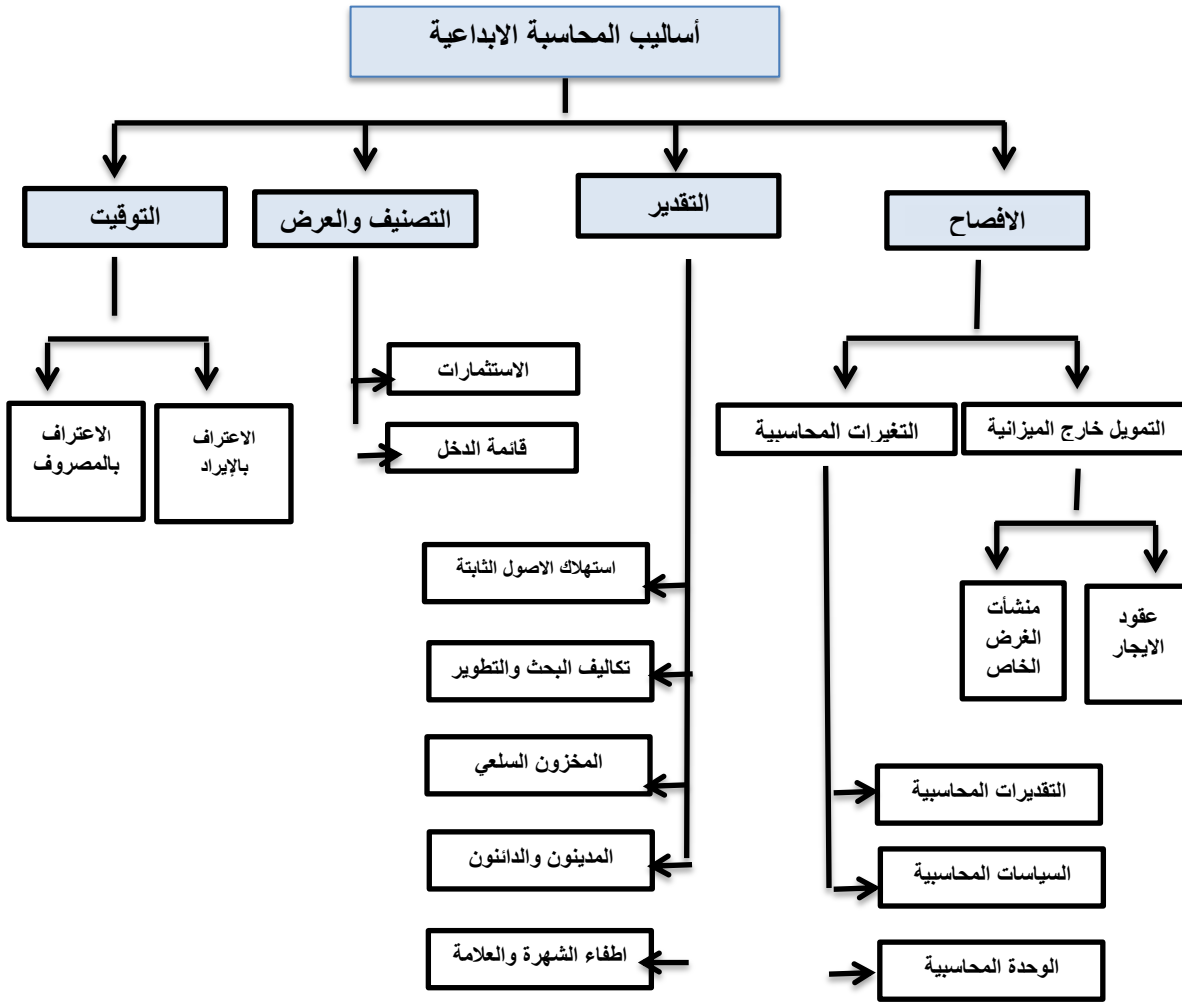 أساليب المحاسبة الابداعية
الافصاح
التقدير
التصنيف والعرض
التوقيت
التمويل خارج الميزانية
التغيرات المحاسبية
عقود
الايجار
منشأت
الغرض
الخاص
التقديرات المحاسبية
السياسات المحاسبية
الوحدة المحاسبية
استهلاك الاصول الثابتة
تكاليف البحث والتطوير
المخزون السلعي
المدينون والدائنون
اطفاء الشهرة والعلامة
الاستثمارات
قائمة الدخل
الاعتراف
بالإيراد
الاعتراف
بالمصروف